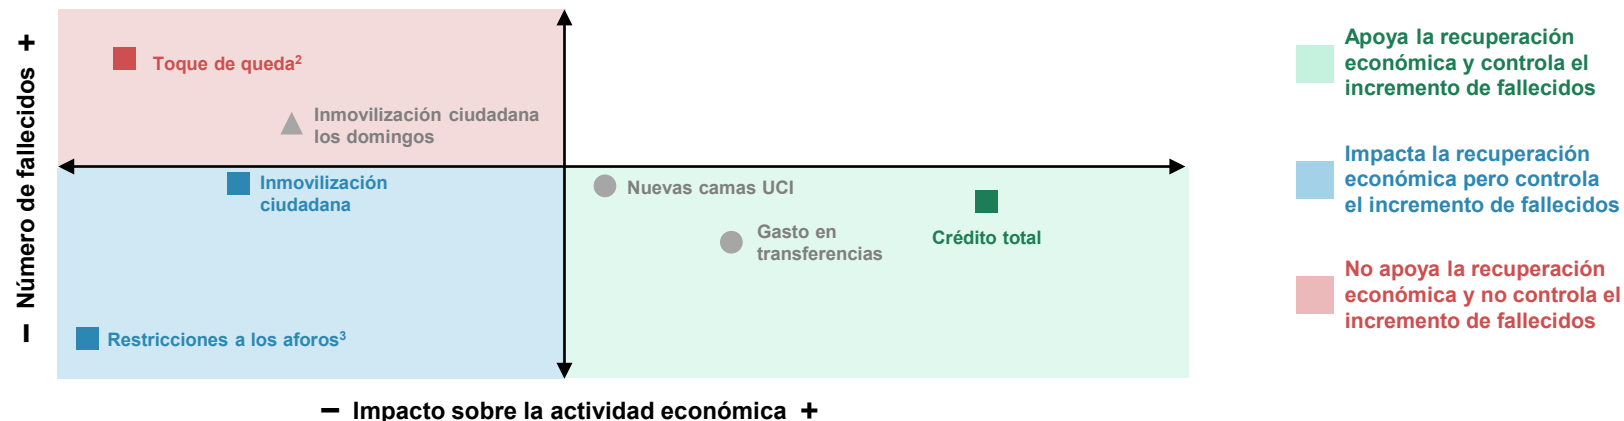 − Número de fallecidos +
Toque de queda²
Inmovilización ciudadana
los domingos
Inmovilización
ciudadana
Restricciones a los aforos³
Nuevas camas UCI
Gasto en
transferencias
Crédito total
− Impacto sobre la actividad económica +
Apoya la recuperación
económica y controla el
incremento de fallecidos
Impacta la recuperación
económica pero controla
el incremento de fallecidos
No apoya la recuperación
económica y no controla el
incremento de fallecidos